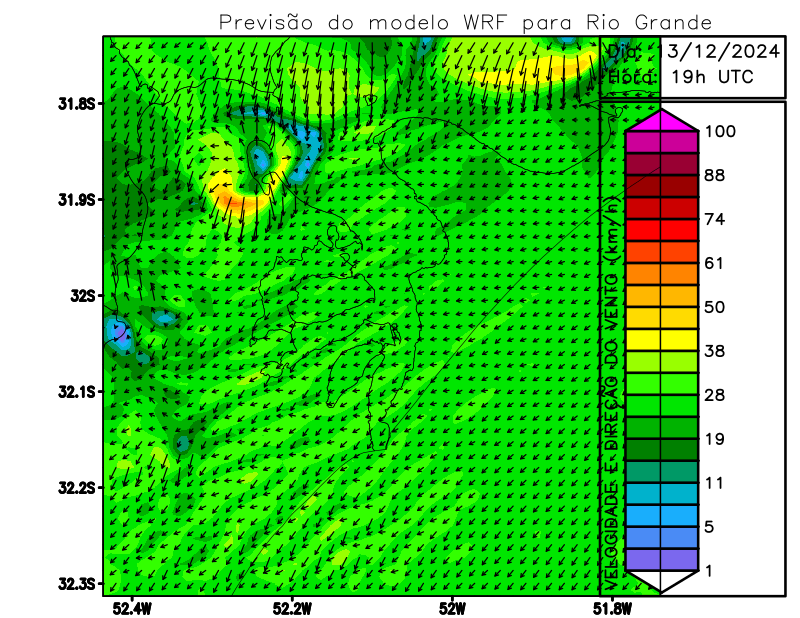 Previsão do modelo WRF para Rio Grande
Dia: 13/12/2024
Hora: 19h UTC
31.8S
31.9S
32S
32.1S
32.2S
32.3S
52.4W
52.2W
52W
51.8W
VELOCIDADE E DIREÇÃO DO VENTO (km/h)
100
88
74
61
50
38
28
19
11
5
1